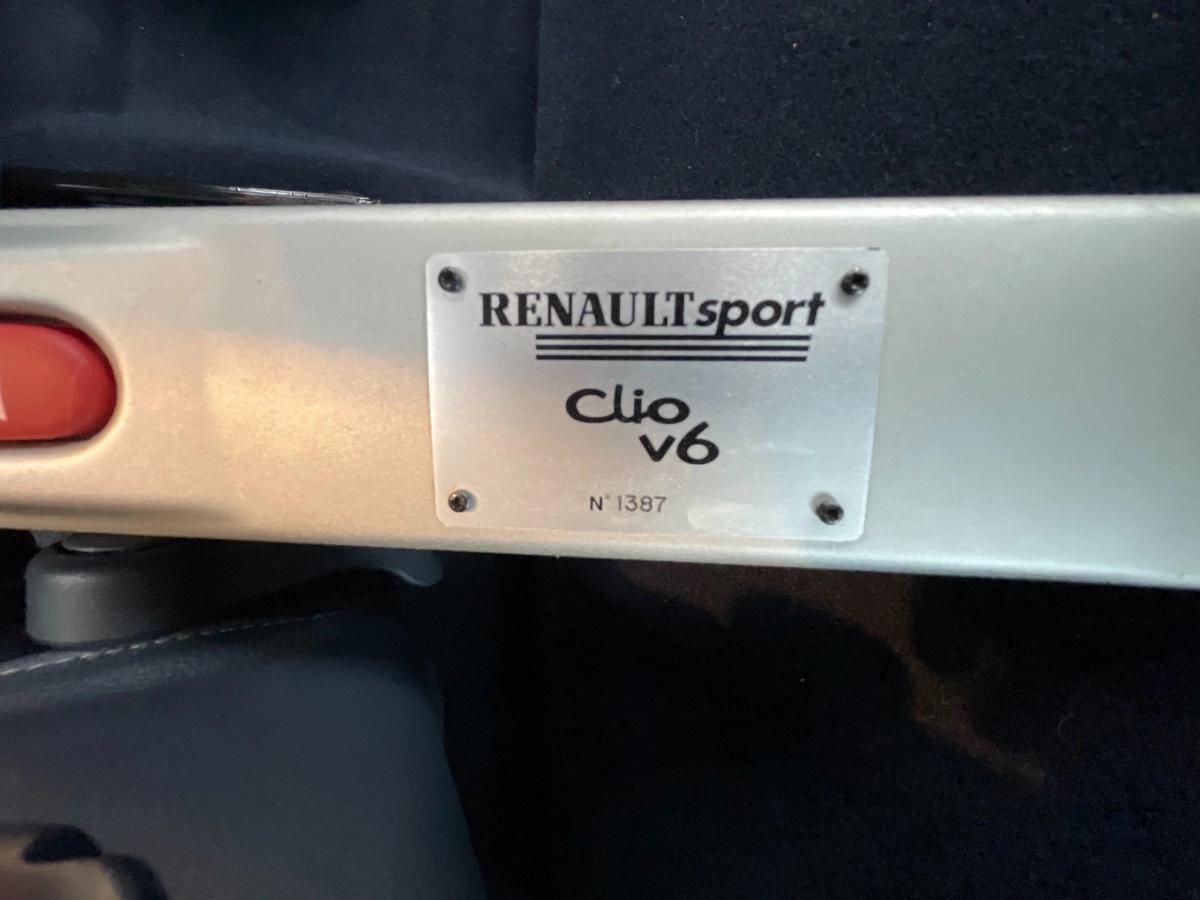 RENAULTsport
Clio
v6
N°1387